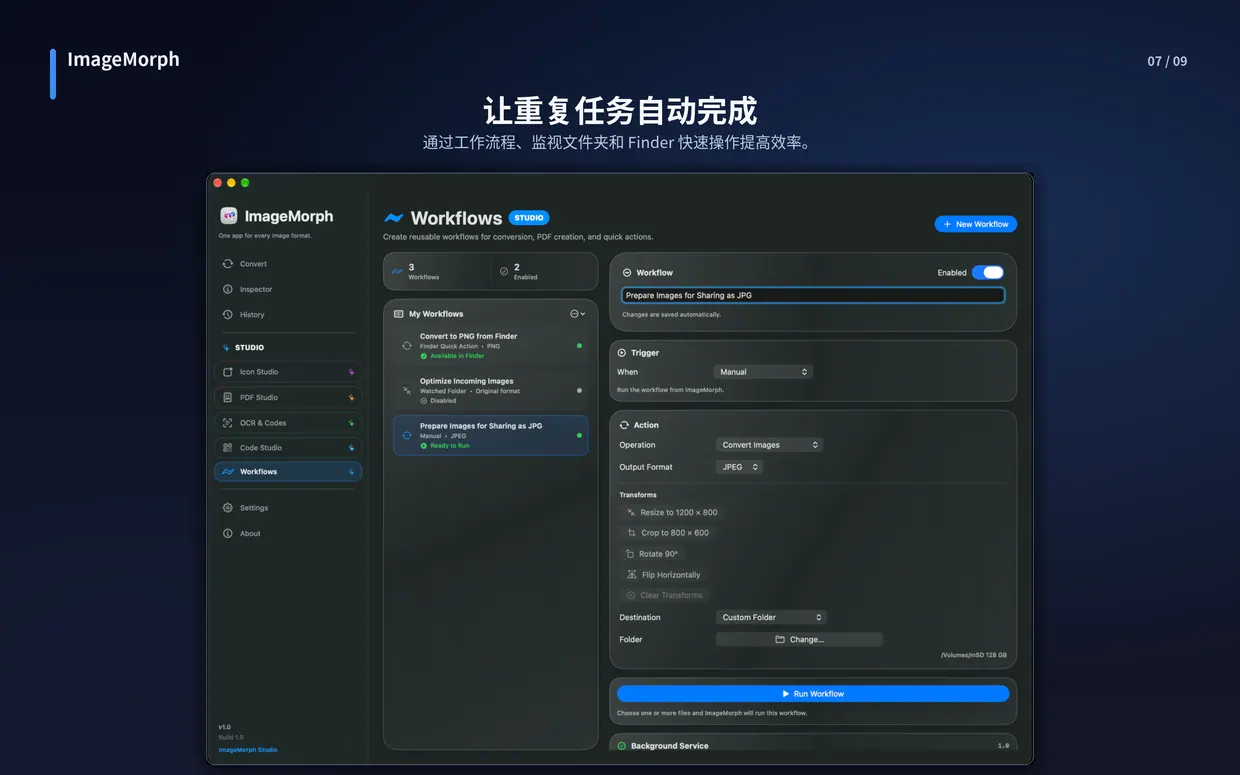 ImageMorph
07 / 09
让重复任务自动完成
通过工作流程、监视文件夹和 Finder 快速操作提高效率。
ImageMorph
One app for every image format.
Convert
Inspector
History
STUDIO
Icon Studio
PDF Studio
OCR & Codes
Code Studio
Workflows
Settings
About
v1.0
Build 1.0
ImageMorph Studio
Workflows STUDIO
Create reusable workflows for conversion, PDF creation, and quick actions.
+ New Workflow
3
Workflows
2
Enabled
My Workflows
Convert to PNG from Finder
Finder Quick Action • PNG
Available in Finder
Optimize Incoming Images
Watched Folder • Original format
Disabled
Prepare Images for Sharing as JPG
Manual • JPEG
Ready to Run
Workflow
Enabled
Prepare Images for Sharing as JPG
Changes are saved automatically.
Trigger
When Manual
Run the workflow from ImageMorph.
Action
Operation Convert Images
Output Format JPEG
Transforms
Resize to 1200 × 800
Crop to 800 × 600
Rotate 90°
Flip Horizontally
Clear Transforms
Destination Custom Folder
Folder Change...
/Volumes/mSD 128 GB
Run Workflow
Choose one or more files and ImageMorph will run this workflow.
Background Service 1.0